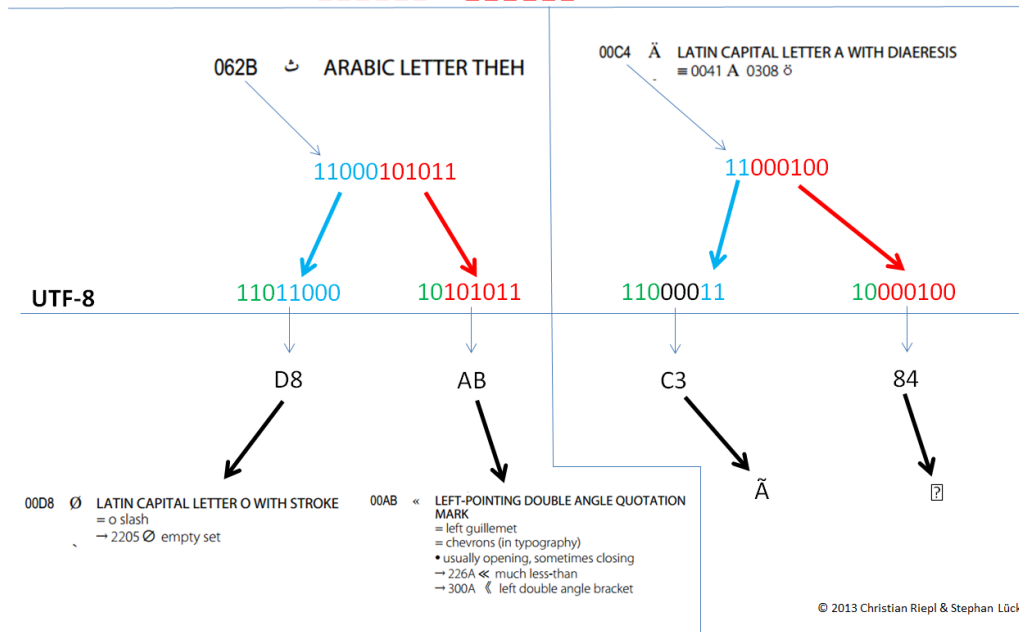 062B ث ARABIC LETTER THEH
11000101011
00C4 Ä LATIN CAPITAL LETTER A WITH DIAERESIS
≡ 0041 A 0308 ö
11000100
UTF-8
11011000 10101011 11000011 10000100
D8 AB C3 84
00D8 Ø LATIN CAPITAL LETTER O WITH STROKE
= o slash
→ 2205 ∅ empty set
00AB « LEFT-POINTING DOUBLE ANGLE QUOTATION
MARK
= left guillemet
= chevrons (in typography)
• usually opening, sometimes closing
→ 226A ≪ much less-than
→ 300A 《 left double angle bracket
Ã
⍰
© 2013 Christian Riepl & Stephan Lück